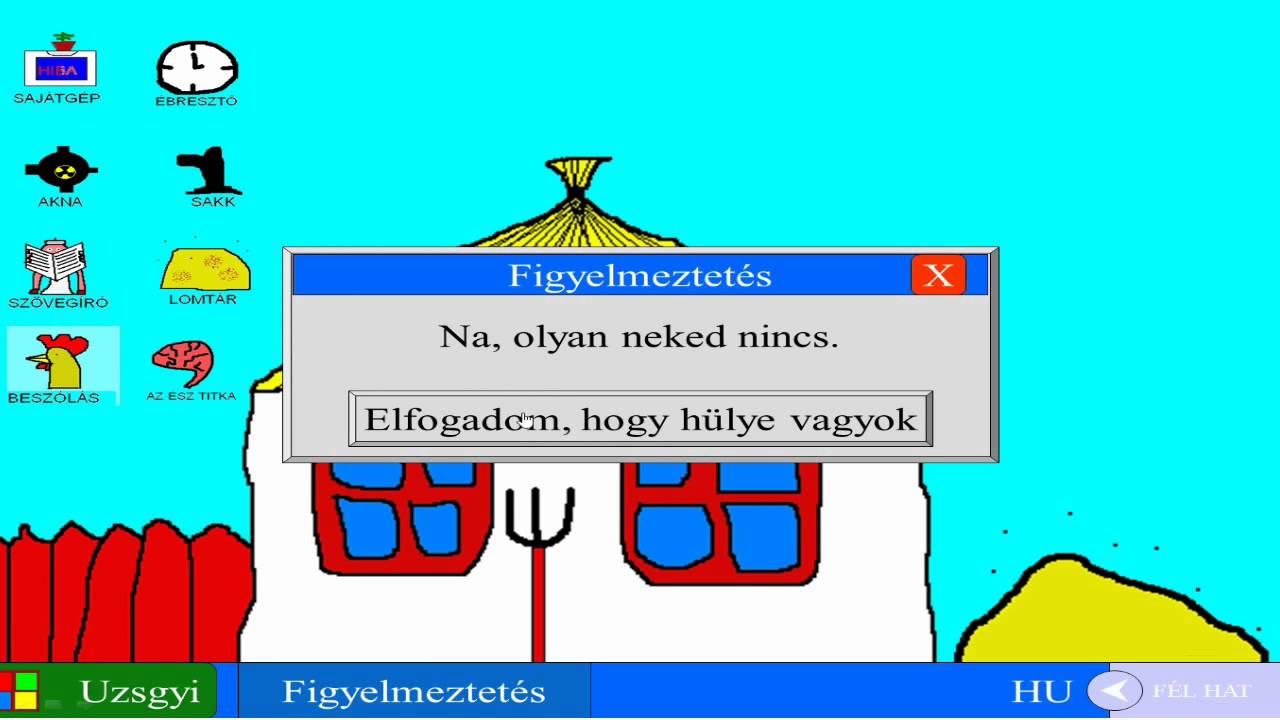 HIBA
SAJÁTGÉP
ÉBRESZTŐ
AKNA
SAKK
SZÖVEGÍRÓ
LOMTÁR
BESZÓLÁS
AZ ÉSZ TITKA
Figyelmeztetés
X
Na, olyan neked nincs.
Elfogadom, hogy hülye vagyok
Uzsgyi
Figyelmeztetés
HU
FÉL HAT